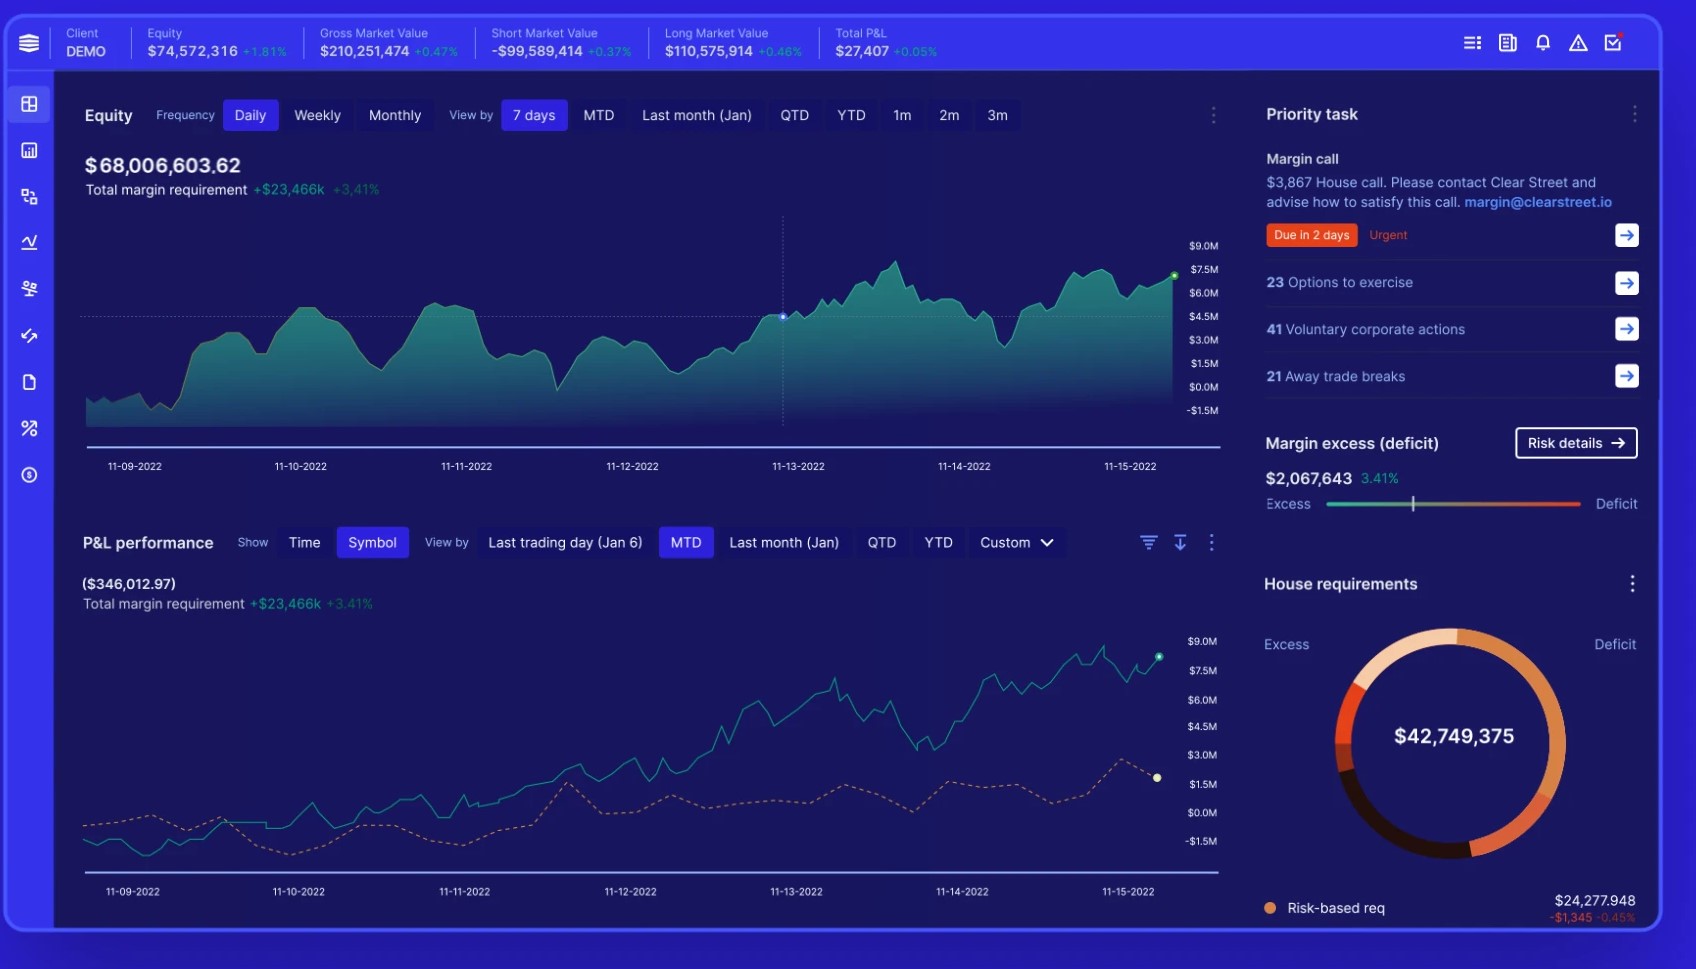 Client
DEMO
Equity
$74,572,316 +1.81%
Gross Market Value
$210,251,474 +0.47%
Short Market Value
-$99,589,414 +0.37%
Long Market Value
$110,575,914 +0.46%
Total P&L
$27,407 +0.05%
Equity Frequency Daily Weekly Monthly View by 7 days MTD Last month (Jan) QTD YTD 1m 2m 3m
$68,006,603.62
Total margin requirement +$23,466k +3,41%
$9.0M
$7.5M
$6.0M
$4.5M
$3.0M
$1.5M
$0.0M
-$1.5M
11-09-2022 11-10-2022 11-11-2022 11-12-2022 11-13-2022 11-14-2022 11-15-2022
P&L performance Show Time Symbol View by Last trading day (Jan 6) MTD Last month (Jan) QTD YTD Custom
($346,012.97)
Total margin requirement +$23,466k +3.41%
$9.0M
$7.5M
$6.0M
$4.5M
$3.0M
$1.5M
$0.0M
-$1.5M
11-09-2022 11-10-2022 11-11-2022 11-12-2022 11-13-2022 11-14-2022 11-15-2022
Priority task
Margin call
$3,867 House call. Please contact Clear Street and
advise how to satisfy this call. margin@clearstreet.io
Due in 2 days Urgent
23 Options to exercise
41 Voluntary corporate actions
21 Away trade breaks
Margin excess (deficit) Risk details
$2,067,643 3.41%
Excess Deficit
House requirements
Excess Deficit
$42,749,375
Risk-based req $24,277.948
-$1,345 -0.45%